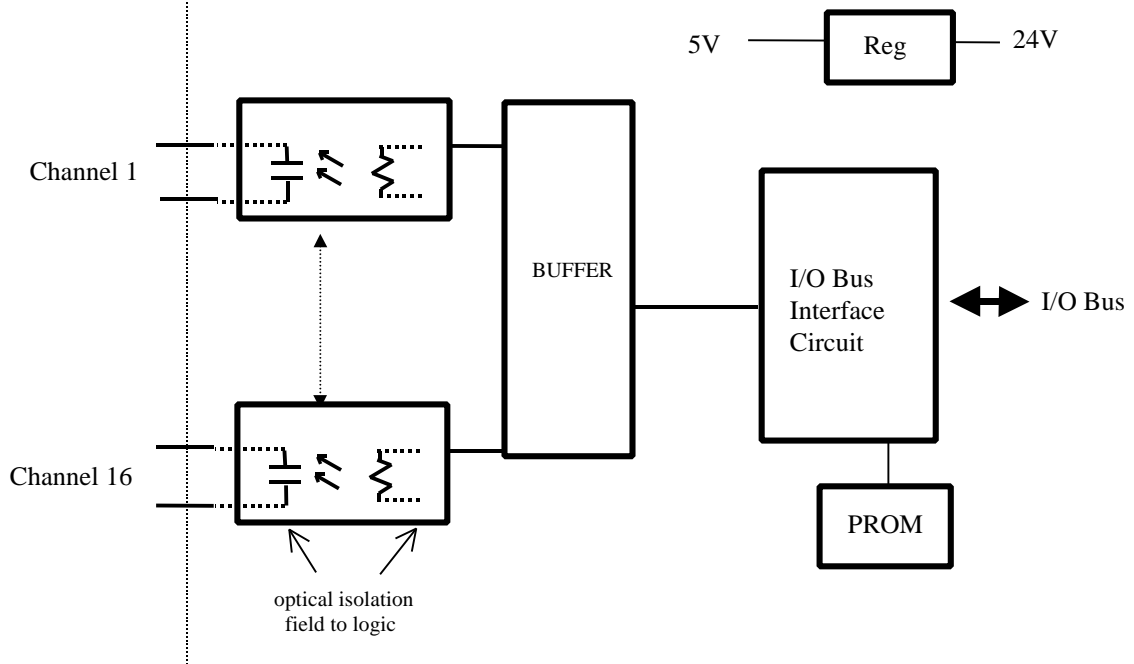 5V
Reg
24V
Channel 1
BUFFER
I/O Bus
Interface
Circuit
I/O Bus
Channel 16
PROM
optical isolation
field to logic